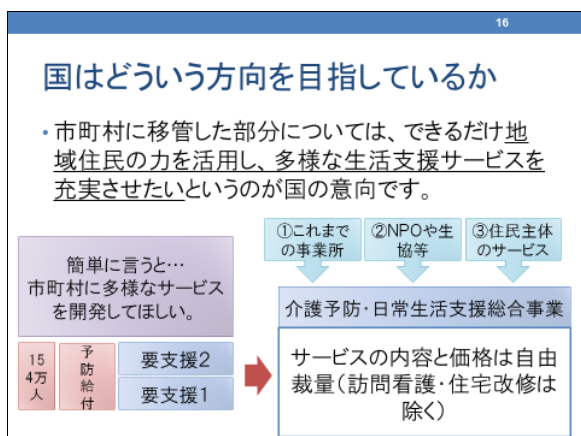 16
国はどういう方向を目指しているか
・市町村に移管した部分については、できるだけ地
域住民の力を活用し、多様な生活支援サービスを
充実させたいというのが国の意向です。
簡単に言うと…
市町村に多様なサービス
を開発してほしい。
15
4万
人
予
防
給
付
要支援2
要支援1
①これまで
の事業所
②NPOや生
協等
③住民主体
のサービス
介護予防・日常生活支援総合事業
サービスの内容と価格は自由
裁量(訪問看護・住宅改修は
除く)